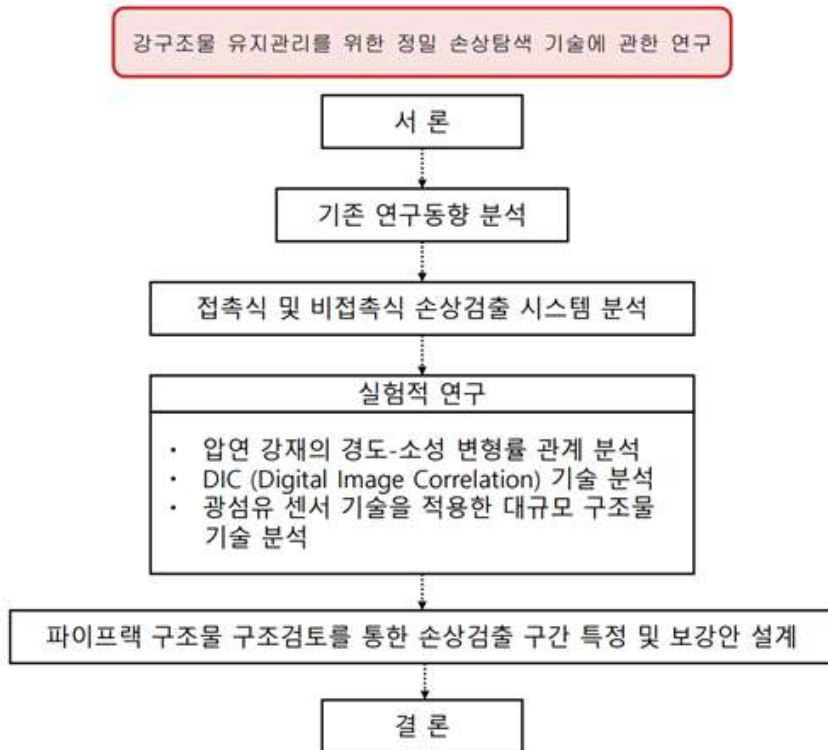 강구조물 유지관리를 위한 정밀 손상탐색 기술에 관한 연구
서 론
기존 연구동향 분석
접촉식 및 비접촉식 손상검출 시스템 분석
실험적 연구
• 압연 강재의 경도-소성 변형률 관계 분석
• DIC (Digital Image Correlation) 기술 분석
• 광섬유 센서 기술을 적용한 대규모 구조물
기술 분석
파이프랙 구조물 구조검토를 통한 손상검출 구간 특정 및 보강안 설계
결 론